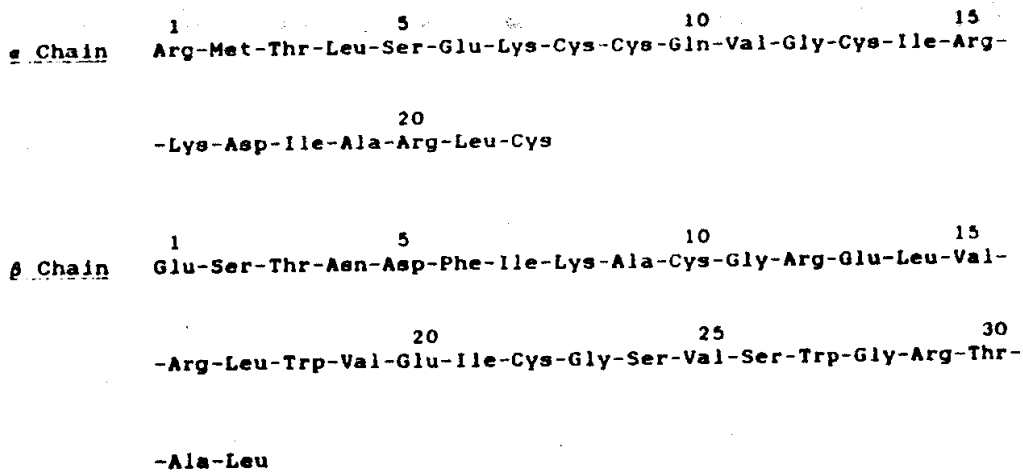 1 5 10 15
α Chain Arg-Met-Thr-Leu-Ser-Glu-Lys-Cys-Cys-Gln-Val-Gly-Cys-Ile-Arg-
20
-Lys-Asp-Ile-Ala-Arg-Leu-Cys
1 5 10 15
β Chain Glu-Ser-Thr-Asn-Asp-Phe-Ile-Lys-Ala-Cys-Gly-Arg-Glu-Leu-Val-
20 25 30
-Arg-Leu-Trp-Val-Glu-Ile-Cys-Gly-Ser-Val-Ser-Trp-Gly-Arg-Thr-
-Ala-Leu